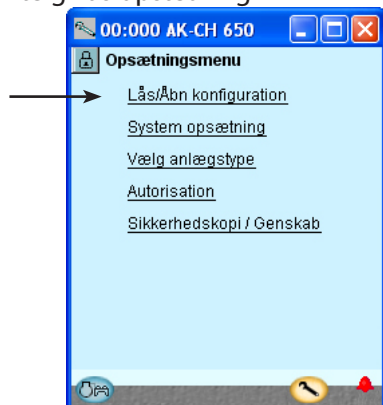 00:000 AK-CH 650
Opsætningsmenu
Lås/Åbn konfiguration
System opsætning
Vælg anlægstype
Autorisation
Sikkerhedskopi / Genskab